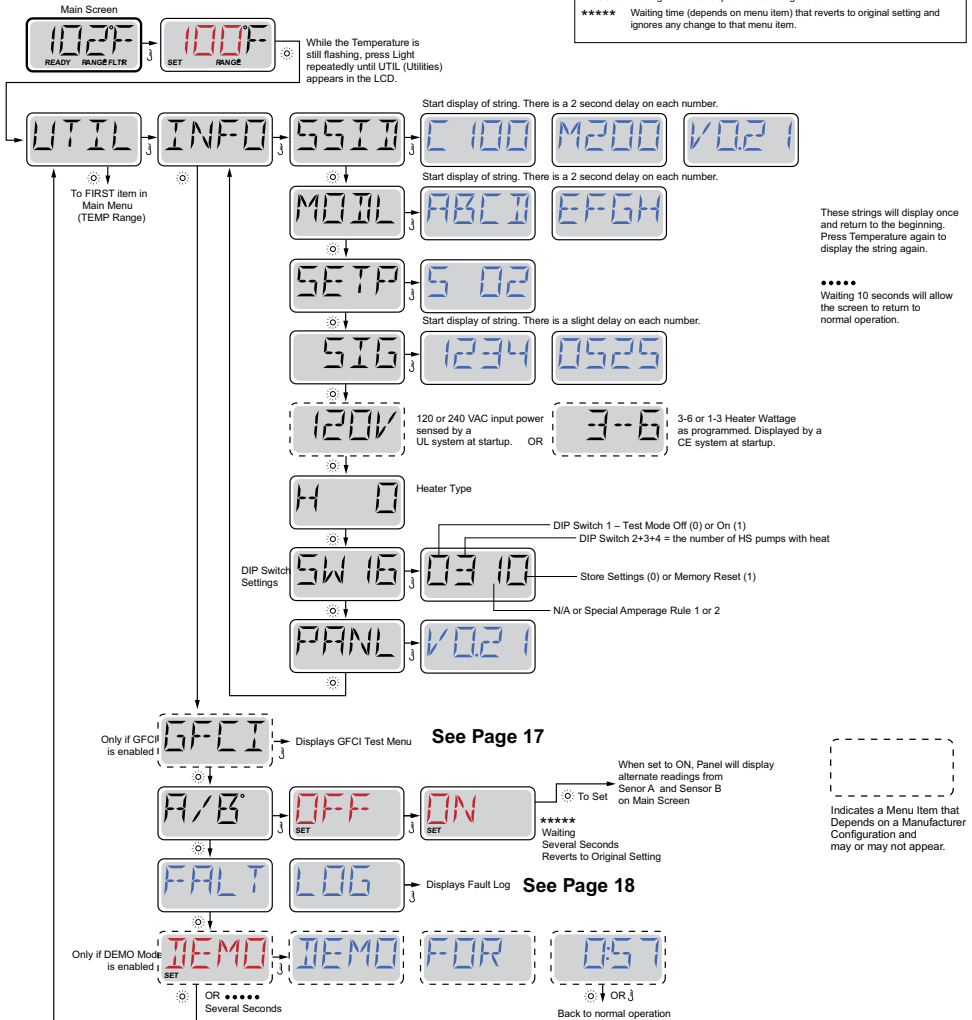 ***** Waiting time (depends on menu item) that reverts to original setting and
ignores any change to that menu item.
Main Screen
102°F
READY RANGE FLTR
100°F
SET RANGE
While the Temperature is
still flashing, press Light
repeatedly until UTIL (Utilities)
appears in the LCD.
Start display of string. There is a 2 second delay on each number.
UTIL INFO SSID C 100 M200 V 0.21
To FIRST item in
Main Menu
(TEMP Range)
Start display of string. There is a 2 second delay on each number.
MODL ABCD EFGH
These strings will display once
and return to the beginning.
Press Temperature again to
display the string again.
•••••
Waiting 10 seconds will allow
the screen to return to
normal operation.
SETP S 02
Start display of string. There is a slight delay on each number.
SIG 1234 0525
120V
120 or 240 VAC input power
sensed by a
UL system at startup.
OR
3-6
3-6 or 1-3 Heater Wattage
as programmed. Displayed by a
CE system at startup.
H 0
Heater Type
DIP Switch 1 – Test Mode Off (0) or On (1)
DIP Switch 2+3+4 = the number of HS pumps with heat
DIP Switch
Settings
SW 16 0310
Store Settings (0) or Memory Reset (1)
N/A or Special Amperage Rule 1 or 2
PANL V 0.21
Only if GFCI
is enabled
GFCI
Displays GFCI Test Menu
See Page 17
A/B°
OFF
SET
ON
SET
To Set
When set to ON, Panel will display
alternate readings from
Senor A and Sensor B
on Main Screen
*****
Waiting
Several Seconds
Reverts to Original Setting
Indicates a Menu Item that
Depends on a Manufacturer
Configuration and
may or may not appear.
FALT LOG
Displays Fault Log
See Page 18
Only if DEMO Mode
is enabled
DEMO
SET
DEMO FOR 0:57
OR •••••
Several Seconds
OR
Back to normal operation